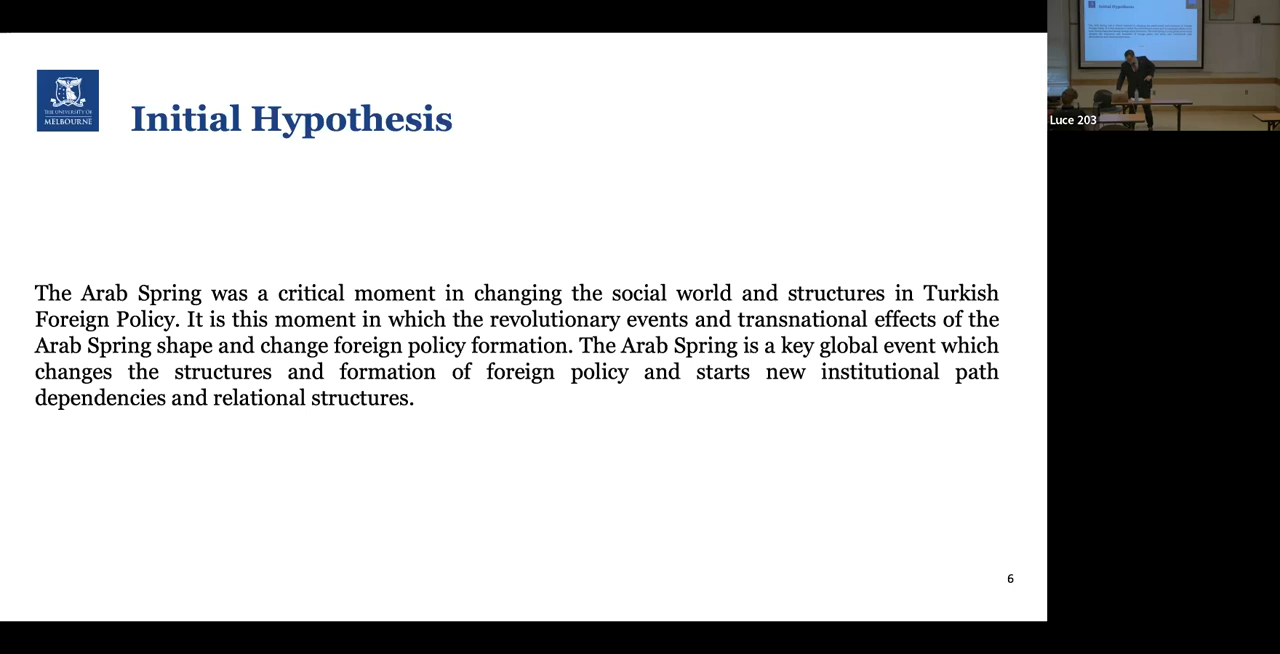 THE UNIVERSITY OF
MELBOURNE
Initial Hypothesis
The Arab Spring was a critical moment in changing the social world and structures in Turkish
Foreign Policy. It is this moment in which the revolutionary events and transnational effects of the
Arab Spring shape and change foreign policy formation. The Arab Spring is a key global event which
changes the structures and formation of foreign policy and starts new institutional path
dependencies and relational structures.
6
Initial Hypothesis
Luce 203